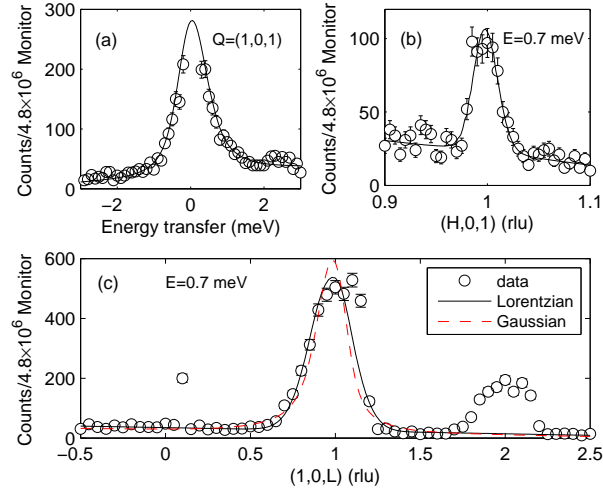 300
(a)
Q=(1,0,1)
200
100
0
−2
0
2
Energy transfer (meV)
Counts/4.8×10⁶ Monitor
(b)
E=0.7 meV
100
50
0
0.9
1
1.1
(H,0,1) (rlu)
Counts/4.8×10⁶ Monitor
600
(c)
E=0.7 meV
data
Lorentzian
Gaussian
400
200
0
−0.5
0
0.5
1
1.5
2
2.5
(1,0,L) (rlu)
Counts/4.8×10⁶ Monitor